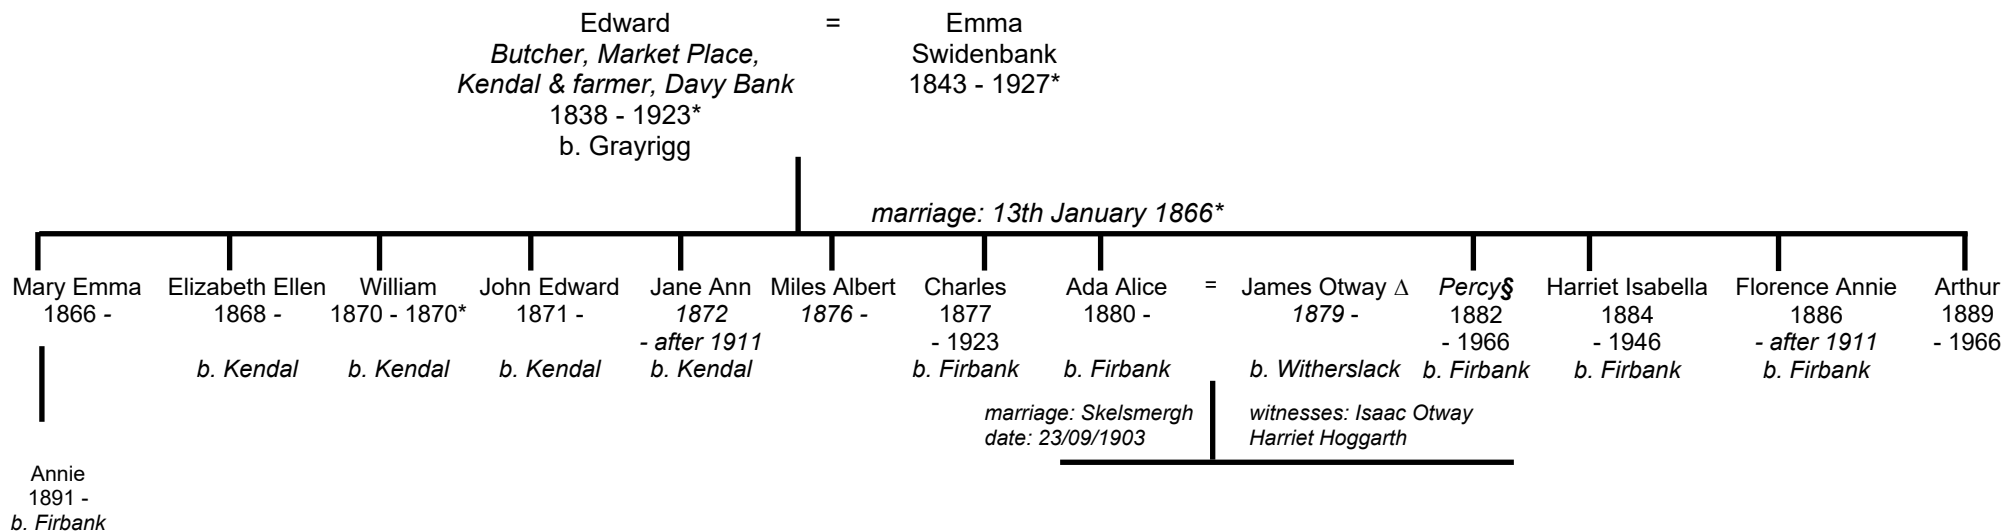 Edward = Emma
Butcher, Market Place, Swidenbank
Kendal & farmer, Davy Bank 1843 - 1927*
1838 - 1923*
b. Grayrigg
marriage: 13th January 1866*
Mary Emma Elizabeth Ellen William John Edward Jane Ann Miles Albert Charles Ada Alice = James Otway Δ Percy§ Harriet Isabella Florence Annie Arthur
1866 - 1868 - 1870 - 1870* 1871 - 1872 1876 - 1877 1880 - 1879 - 1882 1884 1886 1889
- after 1911 - 1923 - 1966 - 1946 - after 1911 - 1966
b. Kendal b. Kendal b. Kendal b. Kendal b. Firbank b. Firbank b. Witherslack b. Firbank b. Firbank b. Firbank
marriage: Skelsmergh witnesses: Isaac Otway
date: 23/09/1903 Harriet Hoggarth
Annie
1891 -
b. Firbank